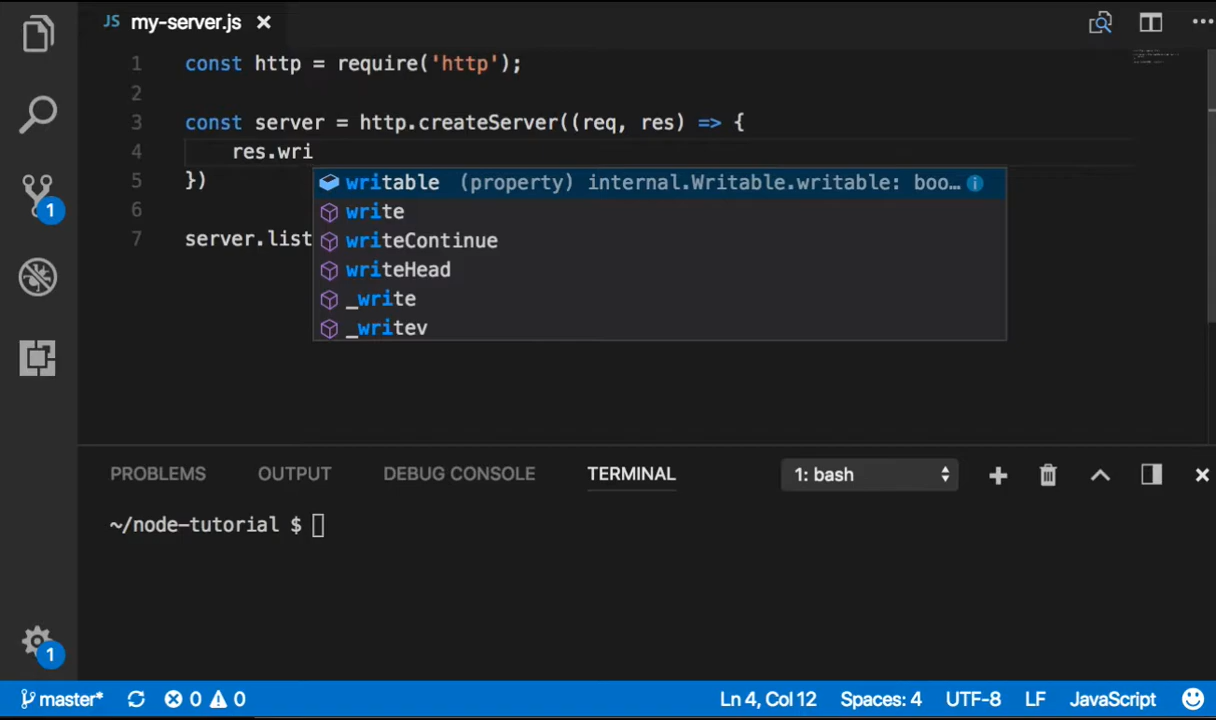 JS my-server.js
1 const http = require('http');
2
3 const server = http.createServer((req, res) => {
4 res.wri
5 })
6
7 server.list
writable (property) internal.Writable.writable: boo…
write
writeContinue
writeHead
_write
_writev
1
PROBLEMS OUTPUT DEBUG CONSOLE TERMINAL 1: bash
~/node-tutorial $
1
master* 0 0 Ln 4, Col 12 Spaces: 4 UTF-8 LF JavaScript